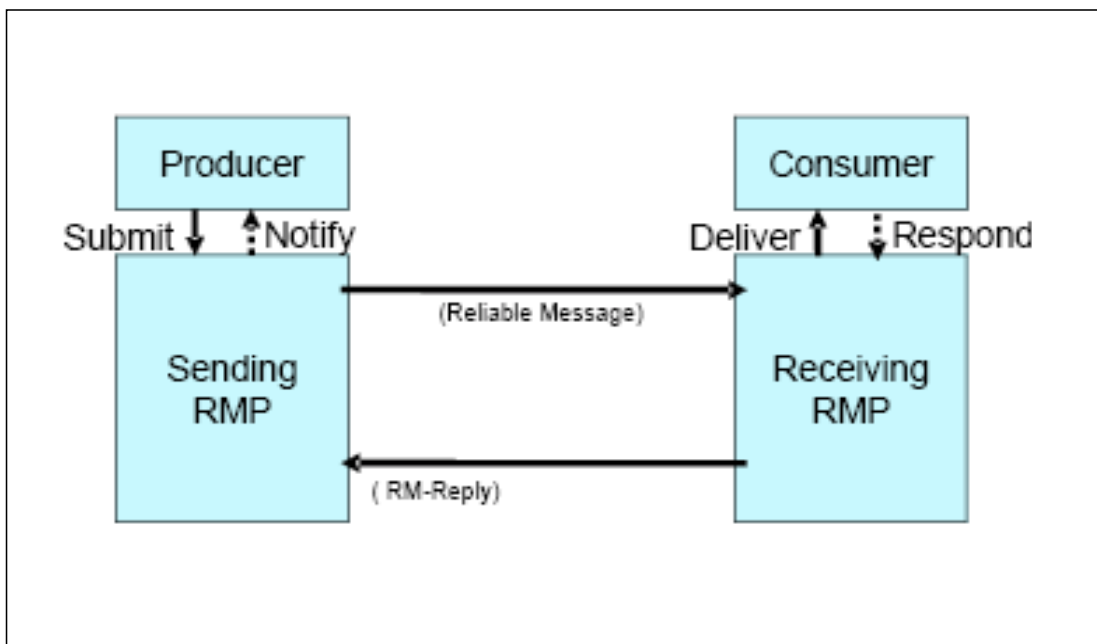 Producer
Consumer
Submit
Notify
Deliver
Respond
(Reliable Message)
Sending
RMP
Receiving
RMP
( RM-Reply)